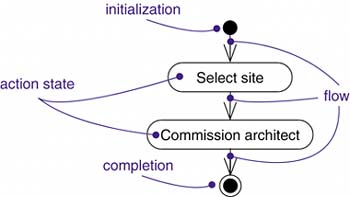 initialization
Select site
action state
flow
Commission architect
completion